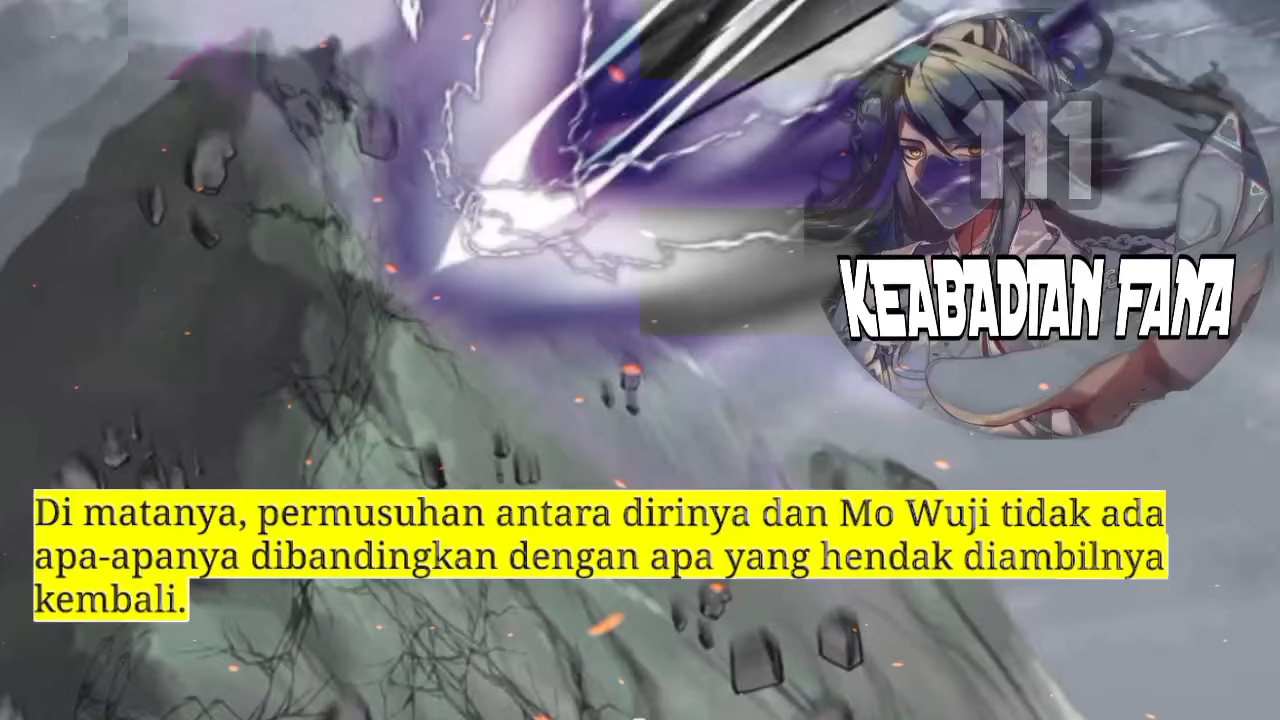 111
KEABADIAN FANA
Di matanya, permusuhan antara dirinya dan Mo Wuji tidak ada
apa-apanya dibandingkan dengan apa yang hendak diambilnya
kembali.